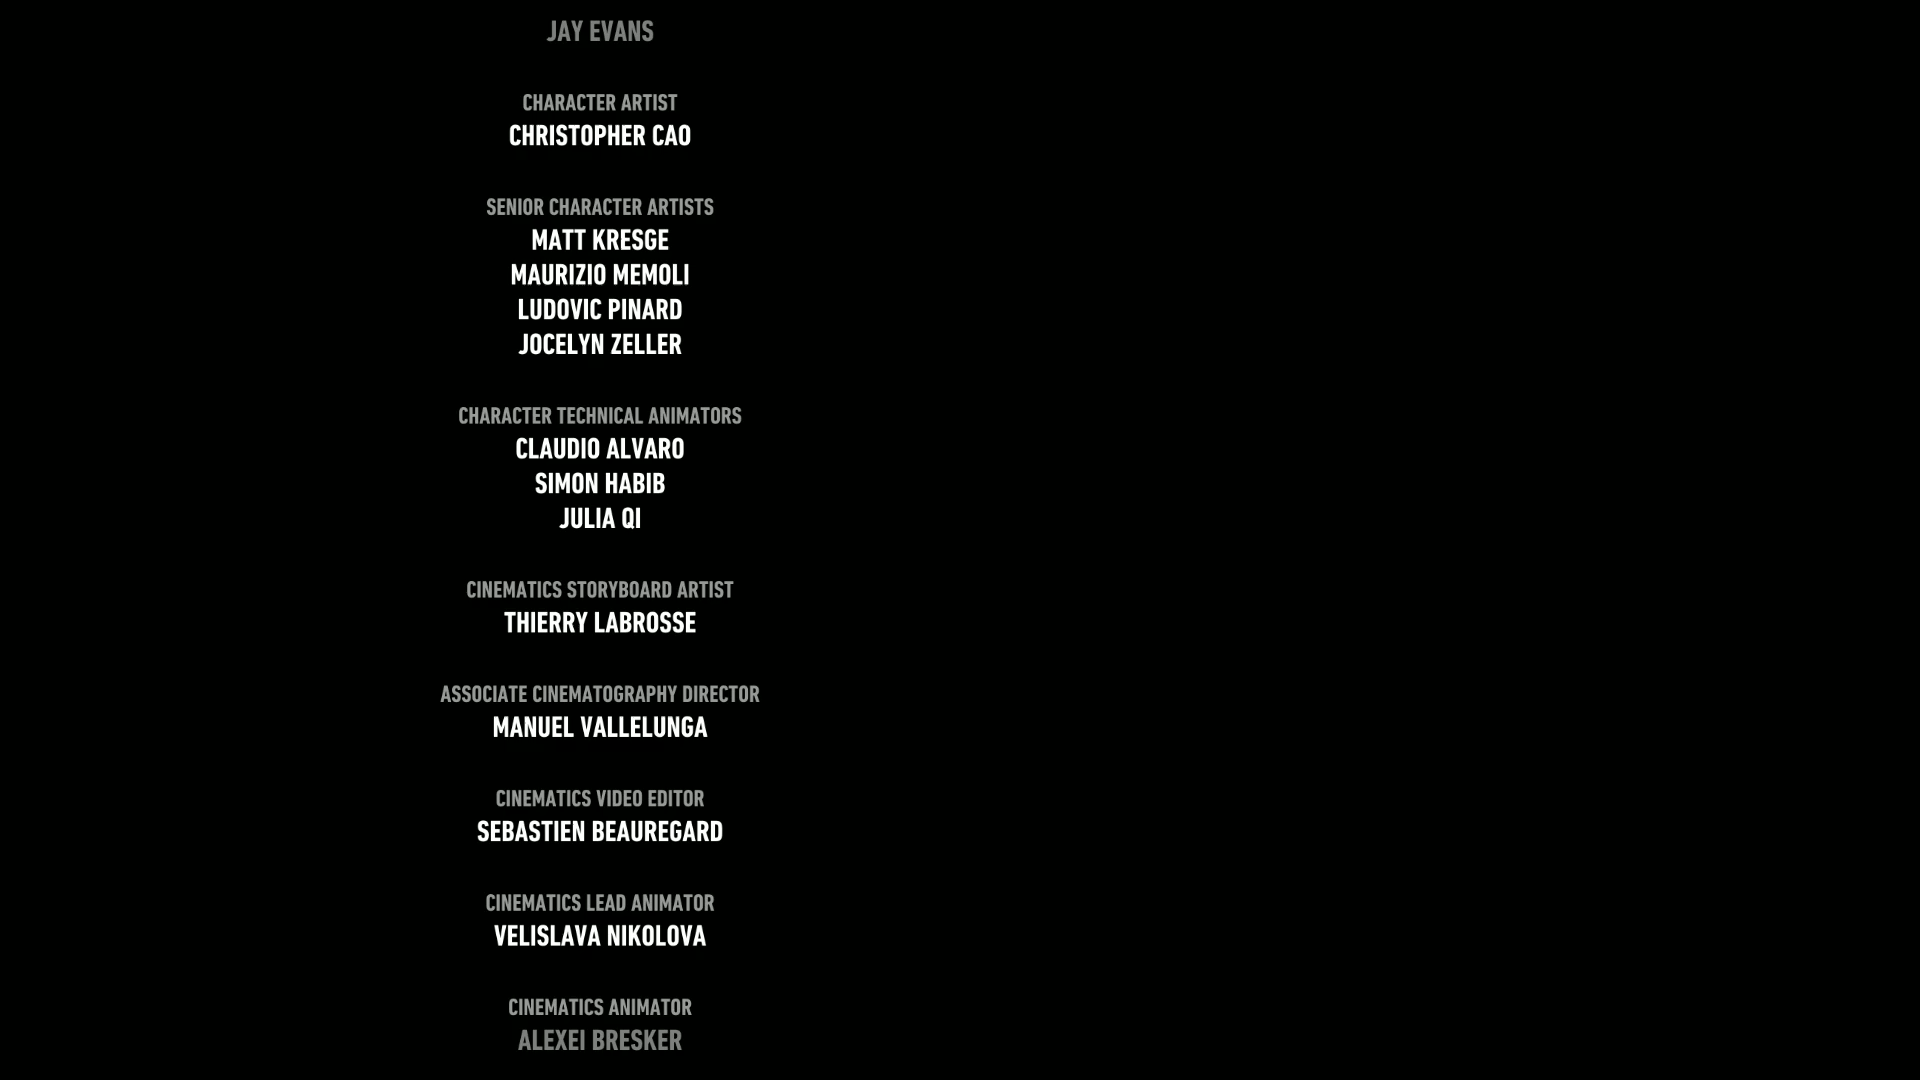 JAY EVANS
CHARACTER ARTIST
CHRISTOPHER CAO
SENIOR CHARACTER ARTISTS
MATT KRESGE
MAURIZIO MEMOLI
LUDOVIC PINARD
JOCELYN ZELLER
CHARACTER TECHNICAL ANIMATORS
CLAUDIO ALVARO
SIMON HABIB
JULIA QI
CINEMATICS STORYBOARD ARTIST
THIERRY LABROSSE
ASSOCIATE CINEMATOGRAPHY DIRECTOR
MANUEL VALLELUNGA
CINEMATICS VIDEO EDITOR
SEBASTIEN BEAUREGARD
CINEMATICS LEAD ANIMATOR
VELISLAVA NIKOLOVA
CINEMATICS ANIMATOR
ALEXEI BRESKER